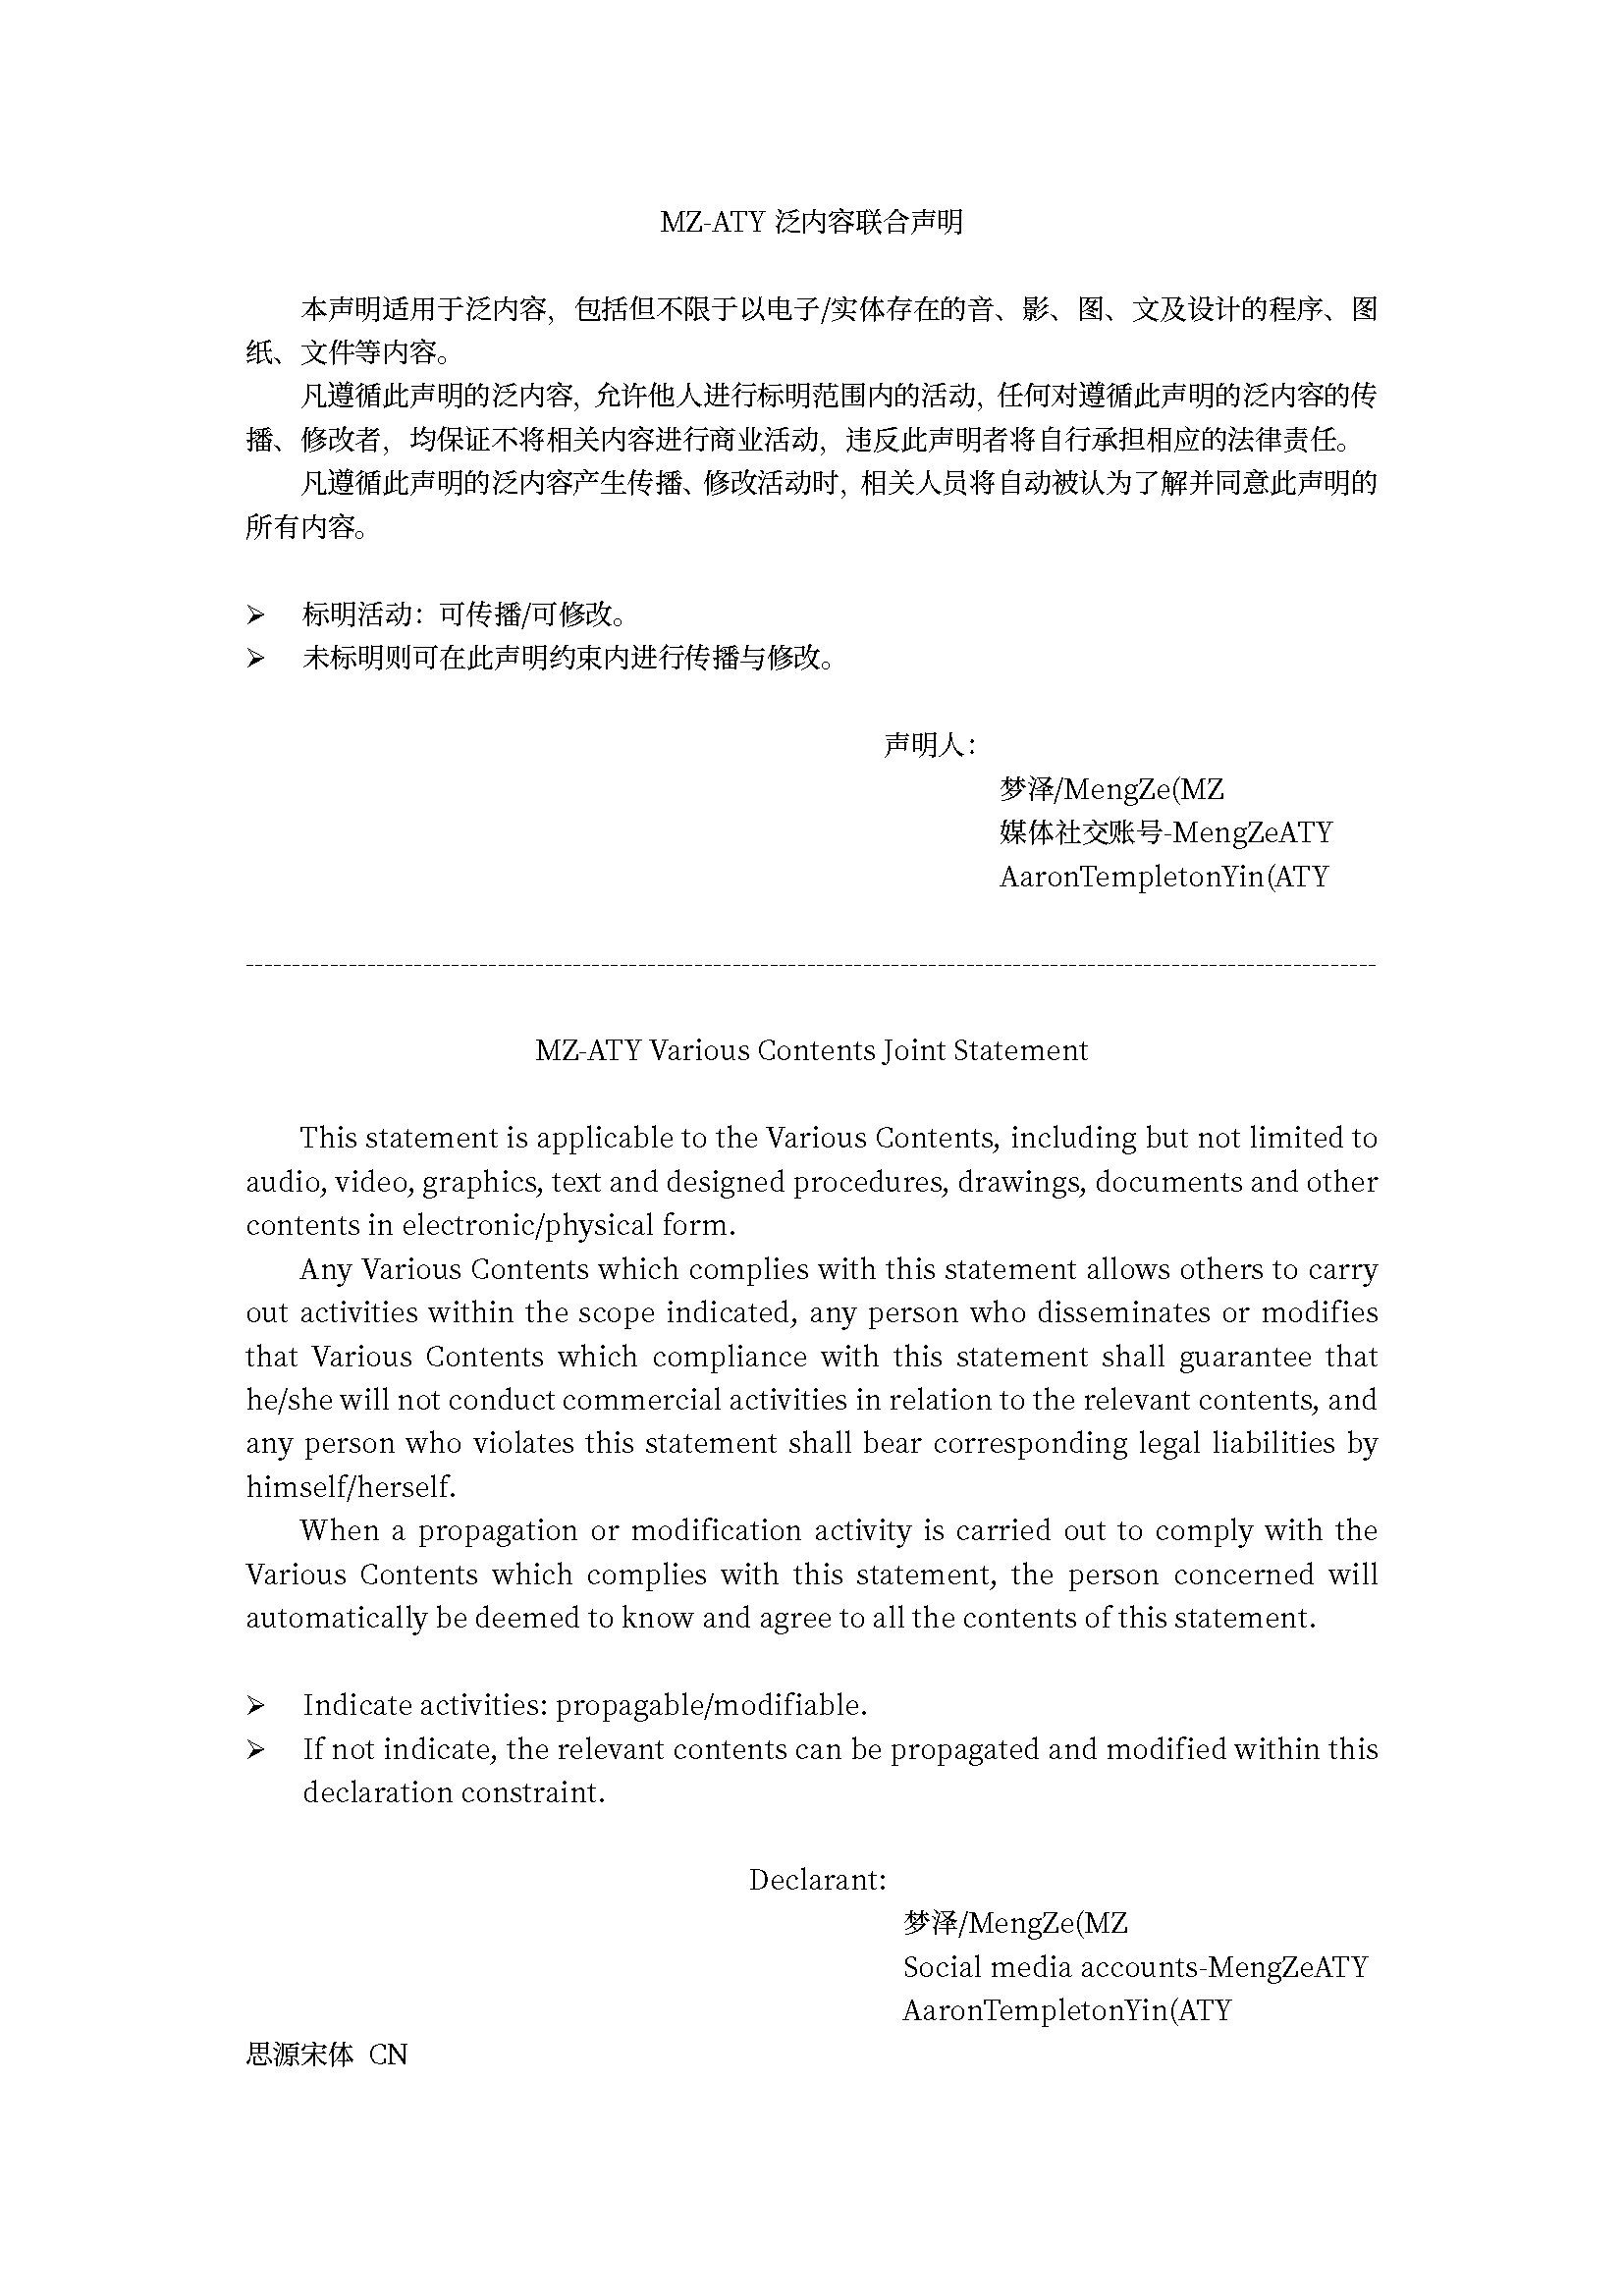 MZ-ATY 泛内容联合声明
本声明适用于泛内容，包括但不限于以电子/实体存在的音、影、图、文及设计的程序、图
纸、文件等内容。
凡遵循此声明的泛内容，允许他人进行标明范围内的活动，任何对遵循此声明的泛内容的传
播、修改者，均保证不将相关内容进行商业活动，违反此声明者将自行承担相应的法律责任。
凡遵循此声明的泛内容产生传播、修改活动时，相关人员将自动被认为了解并同意此声明的
所有内容。
➢ 标明活动：可传播/可修改。
➢ 未标明则可在此声明约束内进行传播与修改。
声明人：
梦泽/MengZe(MZ
媒体社交账号-MengZeATY
AaronTempletonYin(ATY
MZ-ATY Various Contents Joint Statement
This statement is applicable to the Various Contents, including but not limited to
audio, video, graphics, text and designed procedures, drawings, documents and other
contents in electronic/physical form.
Any Various Contents which complies with this statement allows others to carry
out activities within the scope indicated, any person who disseminates or modifies
that Various Contents which compliance with this statement shall guarantee that
he/she will not conduct commercial activities in relation to the relevant contents, and
any person who violates this statement shall bear corresponding legal liabilities by
himself/herself.
When a propagation or modification activity is carried out to comply with the
Various Contents which complies with this statement, the person concerned will
automatically be deemed to know and agree to all the contents of this statement.
➢ Indicate activities: propagable/modifiable.
➢ If not indicate, the relevant contents can be propagated and modified within this
declaration constraint.
Declarant:
梦泽/MengZe(MZ
Social media accounts-MengZeATY
AaronTempletonYin(ATY
思源宋体 CN